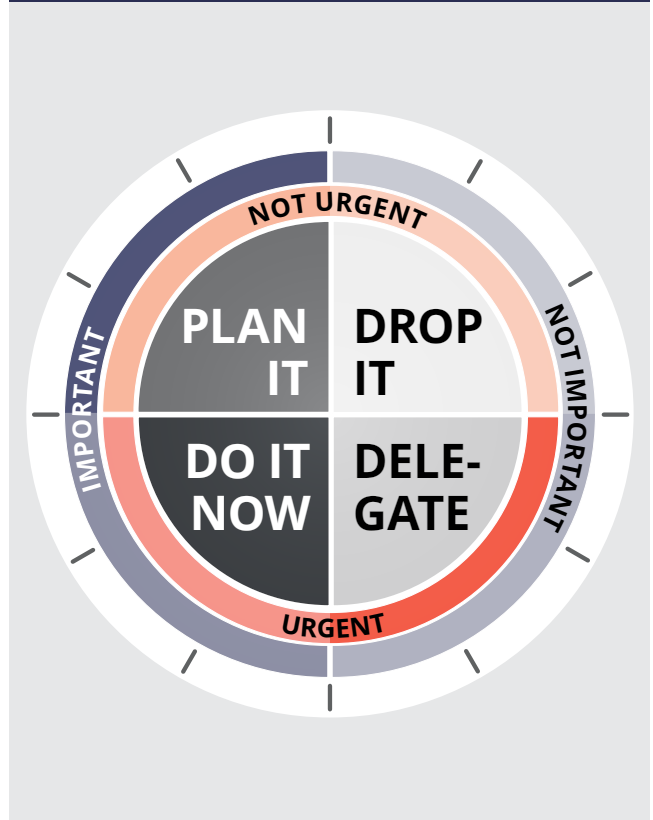 NOT URGENT
PLAN
IT
DROP
IT
IMPORTANT
NOT IMPORTANT
DO IT
NOW
DELE-
GATE
URGENT